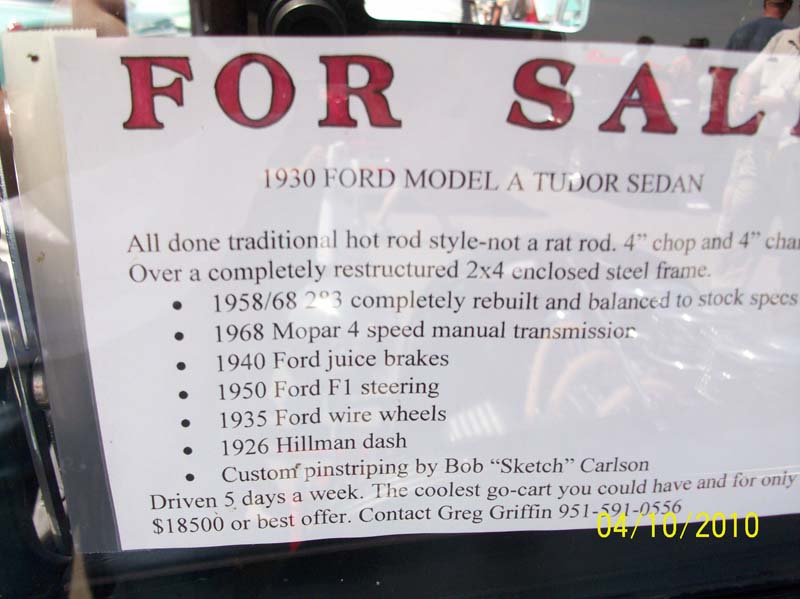 FOR SAL
1930 FORD MODEL A TUDOR SEDAN
All done traditional hot rod style-not a rat rod. 4” chop and 4”
Over a completely restructured 2x4 enclosed steel frame.
• 1958/68 283 completely rebuilt and balanced to stock specs
• 1968 Mopar 4 speed manual transmission
• 1940 Ford juice brakes
• 1950 Ford F1 steering
• 1935 Ford wire wheels
• 1926 Hillman dash
• Custom pinstriping by Bob “Sketch” Carlson
Driven 5 days a week. The coolest go-cart you could have and for only
$18500 or best offer. Contact Greg Griffin 951-591-0556
04/10/2010